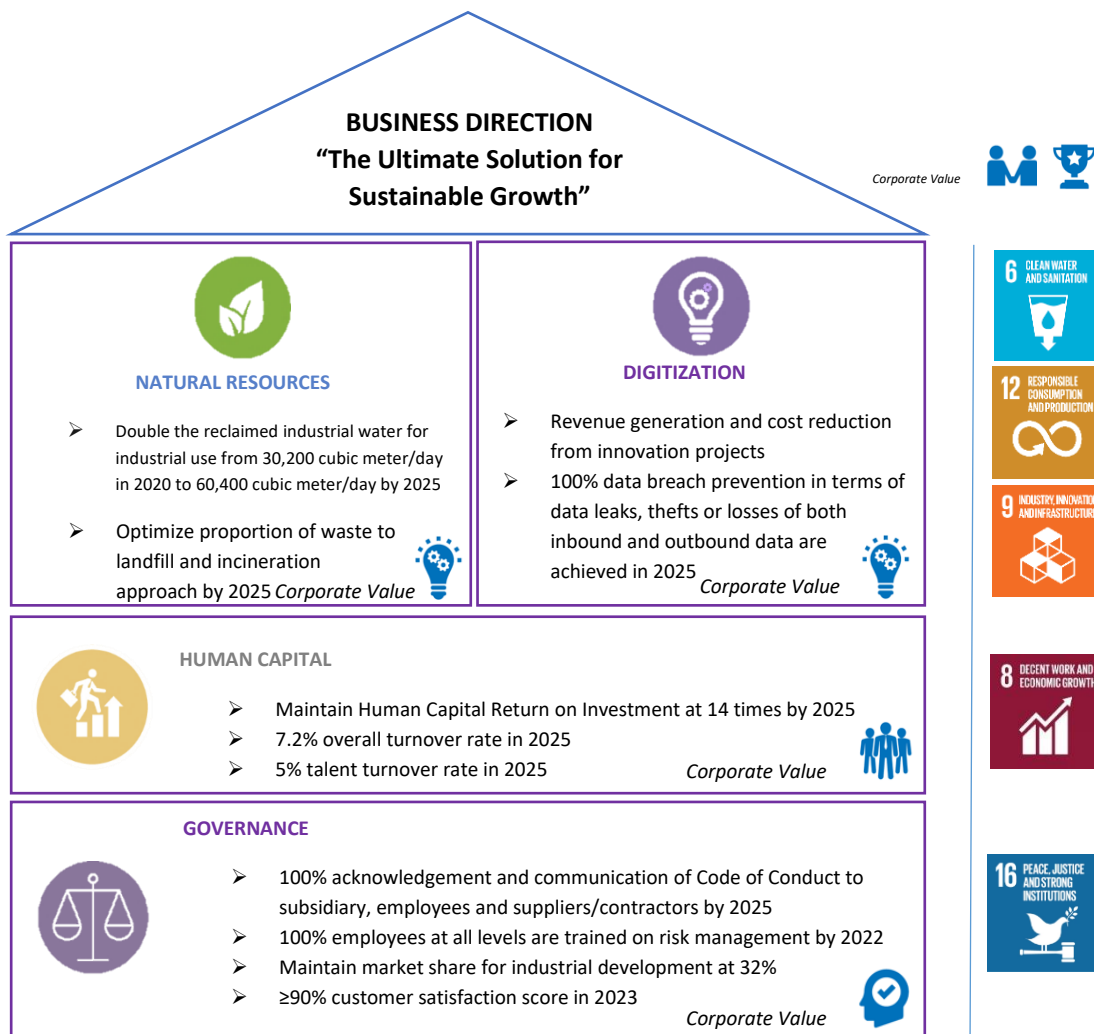 BUSINESS DIRECTION
“The Ultimate Solution for
Sustainable Growth”
Corporate Value
NATURAL RESOURCES
➢ Double the reclaimed industrial water for
industrial use from 30,200 cubic meter/day
in 2020 to 60,400 cubic meter/day by 2025
➢ Optimize proportion of waste to
landfill and incineration
approach by 2025 Corporate Value
DIGITIZATION
➢ Revenue generation and cost reduction
from innovation projects
➢ 100% data breach prevention in terms of
data leaks, thefts or losses of both
inbound and outbound data are
achieved in 2025 Corporate Value
6 CLEAN WATER
AND SANITATION
12 RESPONSIBLE
CONSUMPTION
AND PRODUCTION
9 INDUSTRY, INNOVATION
AND INFRASTRUCTURE
HUMAN CAPITAL
➢ Maintain Human Capital Return on Investment at 14 times by 2025
➢ 7.2% overall turnover rate in 2025
➢ 5% talent turnover rate in 2025
Corporate Value
8 DECENT WORK AND
ECONOMIC GROWTH
GOVERNANCE
➢ 100% acknowledgement and communication of Code of Conduct to
subsidiary, employees and suppliers/contractors by 2025
➢ 100% employees at all levels are trained on risk management by 2022
➢ Maintain market share for industrial development at 32%
➢ ≥90% customer satisfaction score in 2023
Corporate Value
16 PEACE, JUSTICE
AND STRONG
INSTITUTIONS